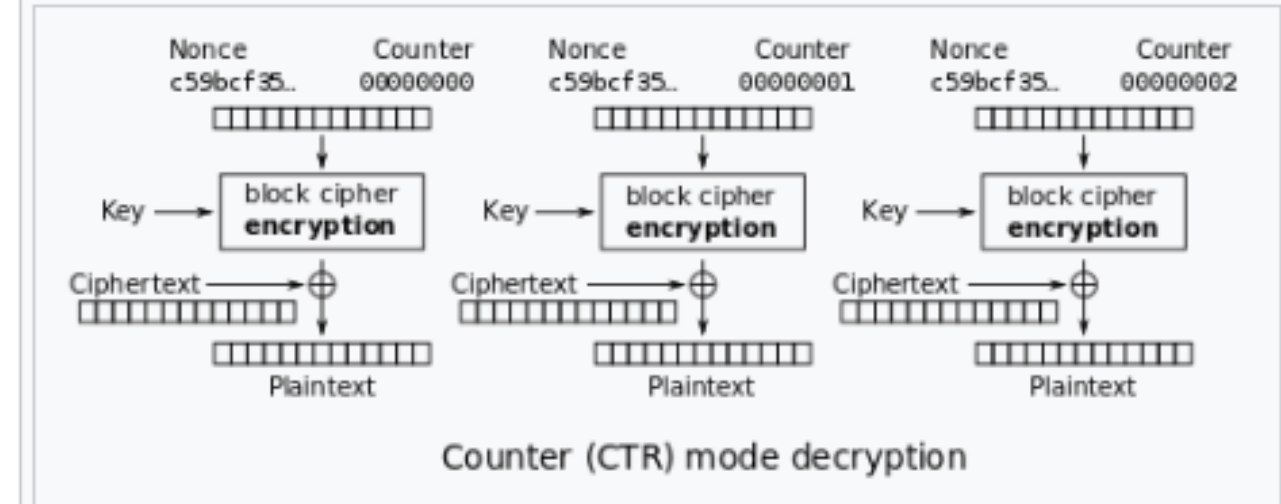 Nonce Counter Nonce Counter Nonce Counter
c59bcf35… 00000000 c59bcf35… 00000001 c59bcf35… 00000002
Key block cipher encryption Key block cipher encryption Key block cipher encryption
Ciphertext Ciphertext Ciphertext
Plaintext Plaintext Plaintext
Counter (CTR) mode decryption